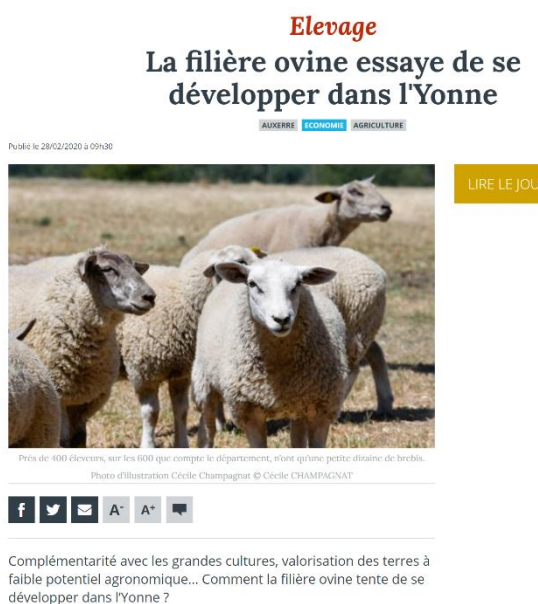 Elevage
La filière ovine essaye de se
développer dans l'Yonne
AUXERRE ECONOMIE AGRICULTURE
Publié le 28/02/2020 à 09h30
LIRE LE JOU
Près de 400 éleveurs, sur les 600 que compte le département, n'ont qu'une petite dizaine de brebis.
Photo d'illustration Cécile Champagnat © Cécile CHAMPAGNAT
f A- A+
Complémentarité avec les grandes cultures, valorisation des terres à
faible potentiel agronomique... Comment la filière ovine tente de se
développer dans l'Yonne ?